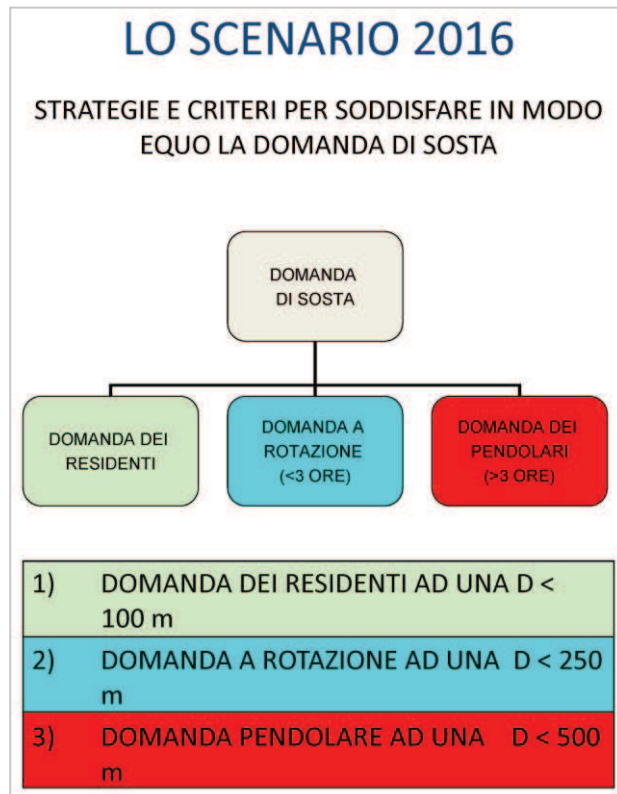 LO SCENARIO 2016
STRATEGIE E CRITERI PER SODDISFARE IN MODO
EQUO LA DOMANDA DI SOSTA
DOMANDA
DI SOSTA
DOMANDA DEI
RESIDENTI
DOMANDA A
ROTAZIONE
(<3 ORE)
DOMANDA DEI
PENDOLARI
(>3 ORE)
1) DOMANDA DEI RESIDENTI AD UNA D <
100 m
2) DOMANDA A ROTAZIONE AD UNA D < 250
m
3) DOMANDA PENDOLARE AD UNA D < 500
m